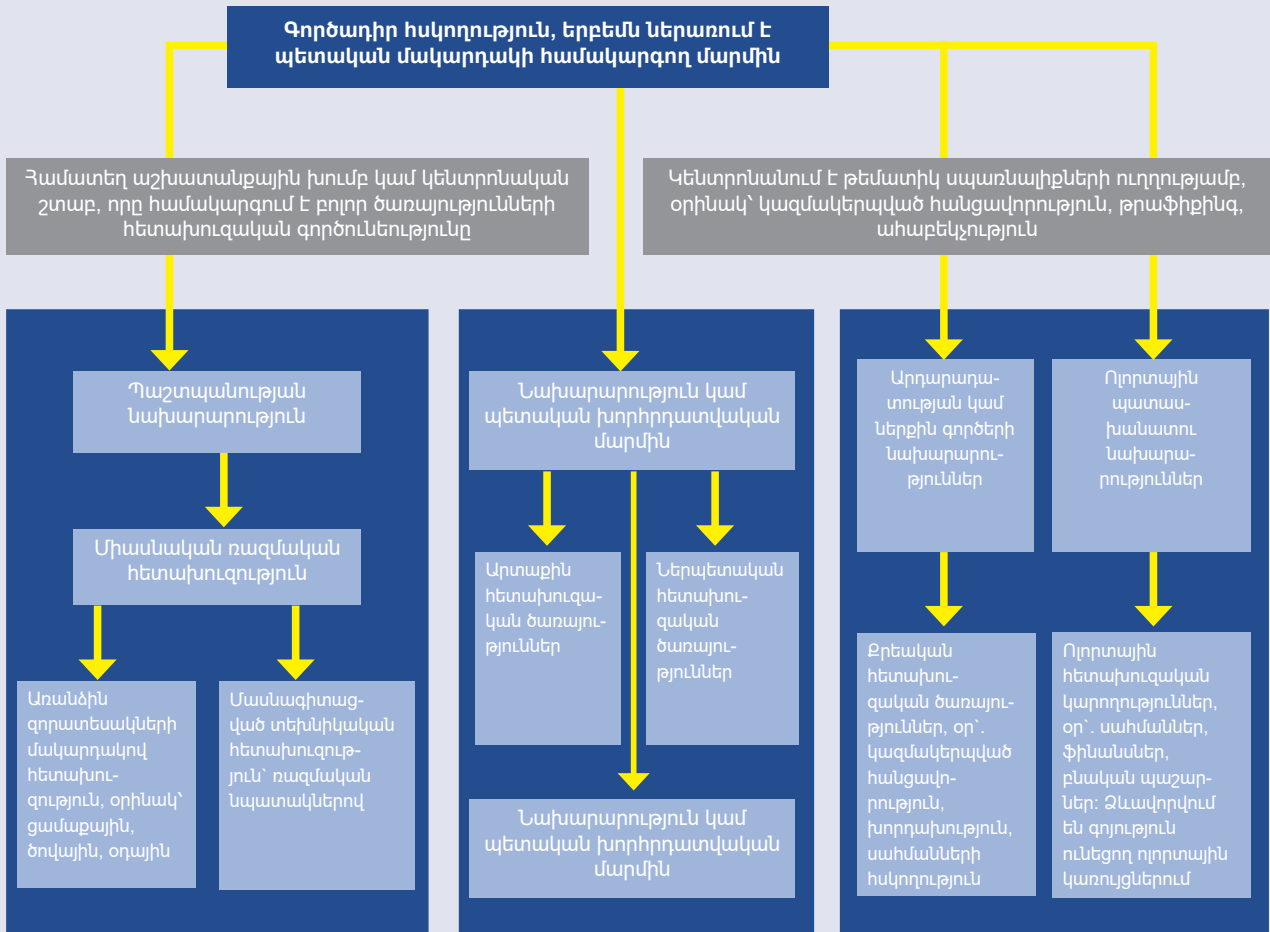 Գործադիր հսկողություն, երբեմն ներառում է
պետական մակարդակի համակարգող մարմին
Համատեղ աշխատանքային խումբ կամ կենտրոնական
շտաբ, որը համակարգում է բոլոր ծառայությունների
հետախուզական գործունեությունը
Կենտրոնանում է թեմատիկ սպառնալիքների ուղղությամբ,
օրինակ՝ կազմակերպված հանցավորություն, թրաֆիքինգ,
ահաբեկչություն
Պաշտպանության
նախարարություն
Միասնական ռազմական
հետախուզություն
Առանձին
զորատեսակների
մակարդակով
հետախու-
զություն, օրինակ՝
ցամաքային,
ծովային, օդային
Մասնագիտաց-
ված տեխնիկական
հետախուզութ-
յուն՝ ռազմական
նպատակներով
Նախարարություն կամ
պետական խորհրդատվական
մարմին
Արտաքին
հետախուզա-
կան ծառայու-
թյուններ
Ներպետական
հետախու-
զական
ծառայու-
թյուններ
Նախարարություն կամ
պետական խորհրդատվական
մարմին
Արդարադա-
տության կամ
ներքին գործերի
նախարարու-
թյուններ
Ոլորտային
պատաս-
խանատու
նախարա-
րություններ
Քրեական
հետախու-
զական ծառայու-
թյուններ, օր՝.
կազմակերպված
հանցավո-
րություն,
խորդախություն,
սահմանների
հսկողություն
Ոլորտային
հետախուզական
կարողություններ,
օր՝. սահմաններ,
ֆինանսներ,
բնական պաշար-
ներ: Ձևավորվում
են գոյություն
ունեցող ոլորտային
կառույցներում